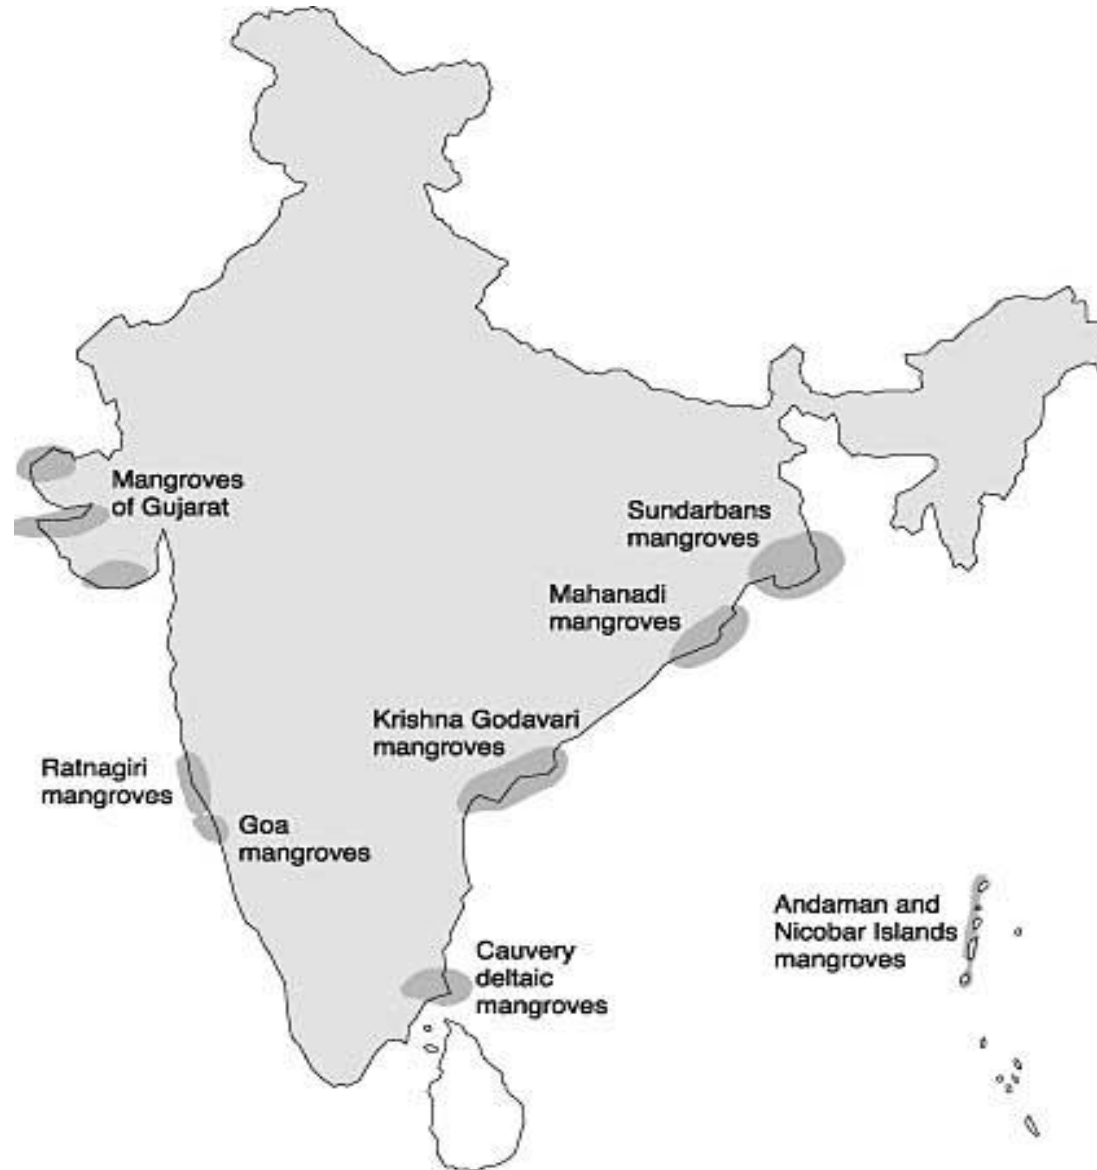 Mangroves
of Gujarat
Sundarbans
mangroves
Mahanadi
mangroves
Krishna Godavari
mangroves
Ratnagiri
mangroves
Goa
mangroves
Andaman and
Nicobar Islands
mangroves
Cauvery
deltaic
mangroves